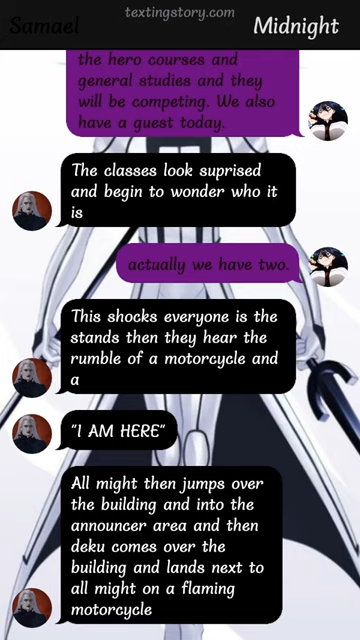 textingstory.com
Samael
Midnight
the hero courses and
general studies and they
will be competing. We also
have a guest today.
The classes look suprised
and begin to wonder who it
is
actually we have two.
This shocks everyone is the
stands then they hear the
rumble of a motorcycle and
a
"I AM HERE"
All might then jumps over
the building and into the
announcer area and then
deku comes over the
building and lands next to
all might on a flaming
motorcycle